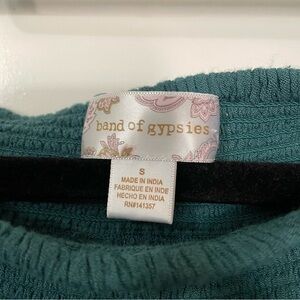 band of gypsies
S
MADE IN INDIA
FABRIQUE EN INDE
HECHO EN INDIA
RN#141357